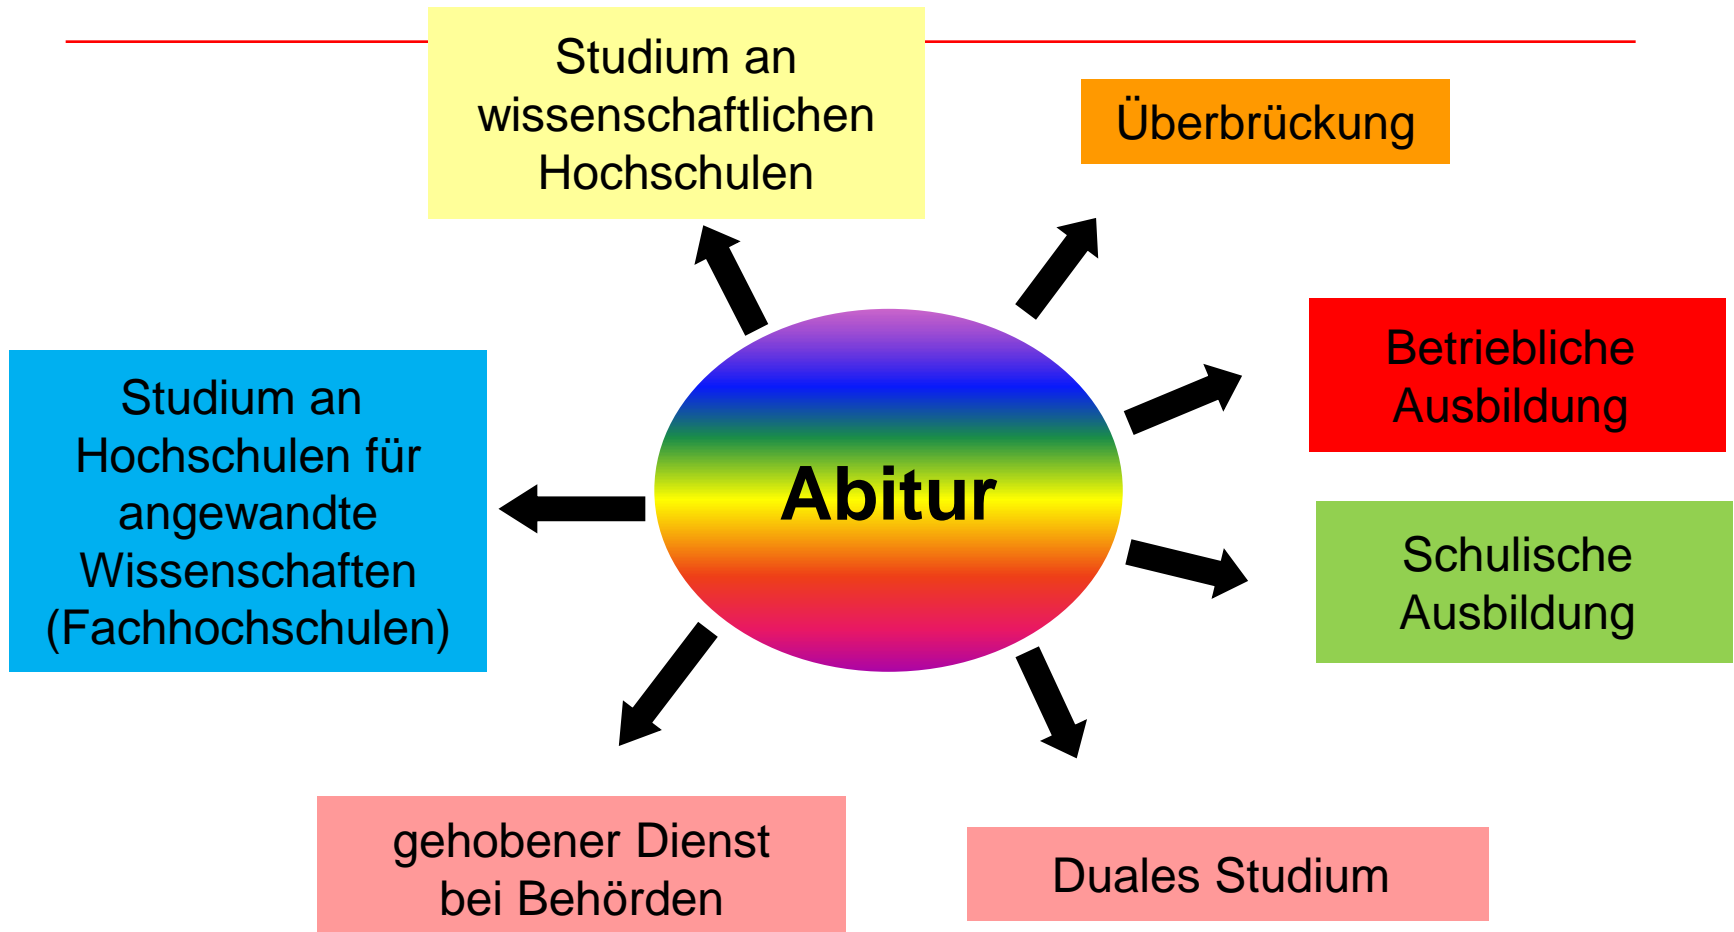 Studium an
wissenschaftlichen
Hochschulen
Überbrückung
Betriebliche
Ausbildung
Studium an
Hochschulen für
angewandte
Wissenschaften
(Fachhochschulen)
Abitur
Schulische
Ausbildung
gehobener Dienst
bei Behörden
Duales Studium